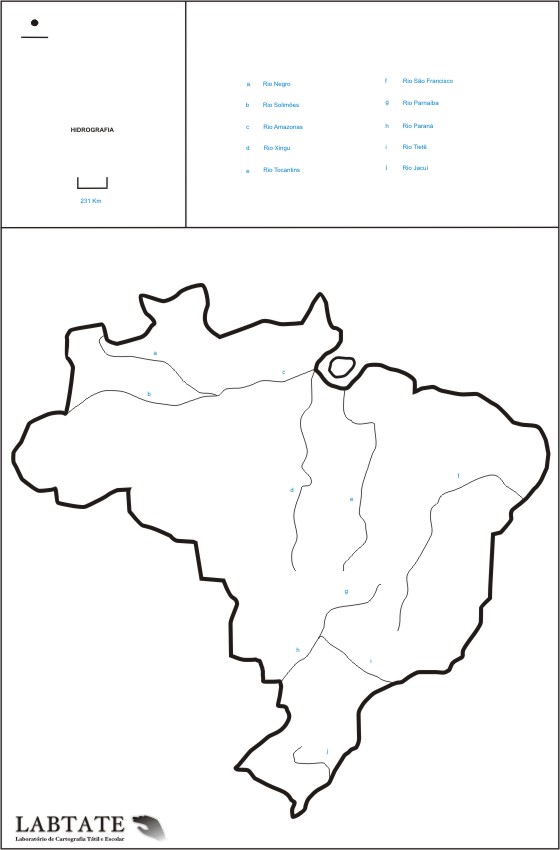 HIDROGRAFIA
231 Km
a Rio Negro
b Rio Solimões
c Rio Amazonas
d Rio Xingu
e Rio Tocantins
f Rio São Francisco
g Rio Parnaíba
h Rio Paraná
i Rio Tietê
j Rio Jacuí
a
b
c
d
e
f
g
h
i
j
LABTATE
Laboratório de Cartografia Tátil e Escolar